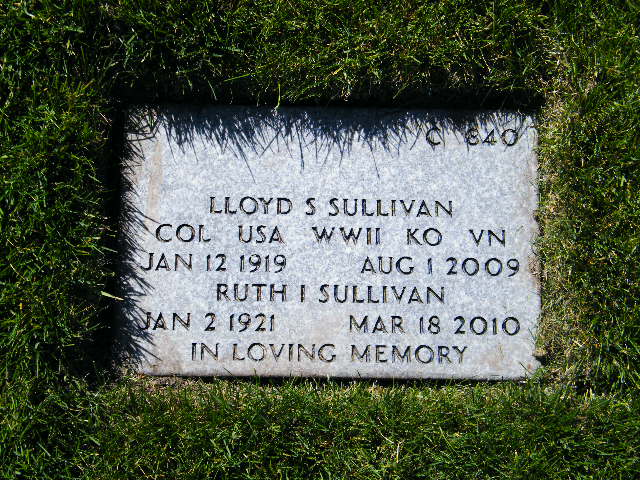 C 840
LLOYD S SULLIVAN
COL USA WWII KO VN
JAN 12 1919 AUG 1 2009
RUTH I SULLIVAN
JAN 2 1921 MAR 18 2010
IN LOVING MEMORY